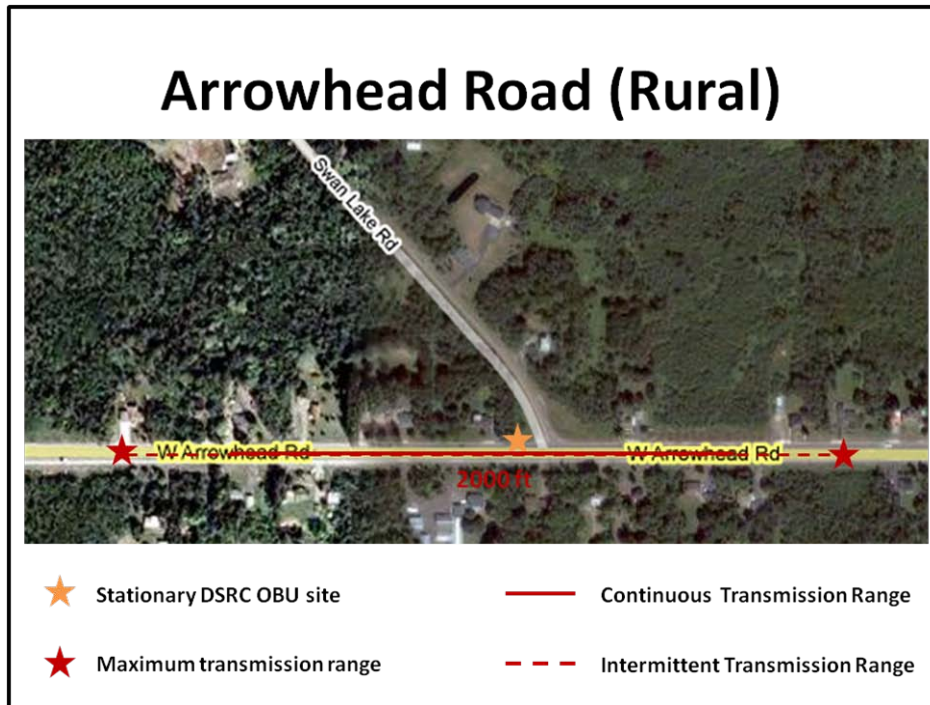 Arrowhead Road (Rural)
Swan Lake Rd
W Arrowhead Rd
W Arrowhead Rd
2000 ft
Stationary DSRC OBU site
Continuous Transmission Range
Maximum transmission range
Intermittent Transmission Range